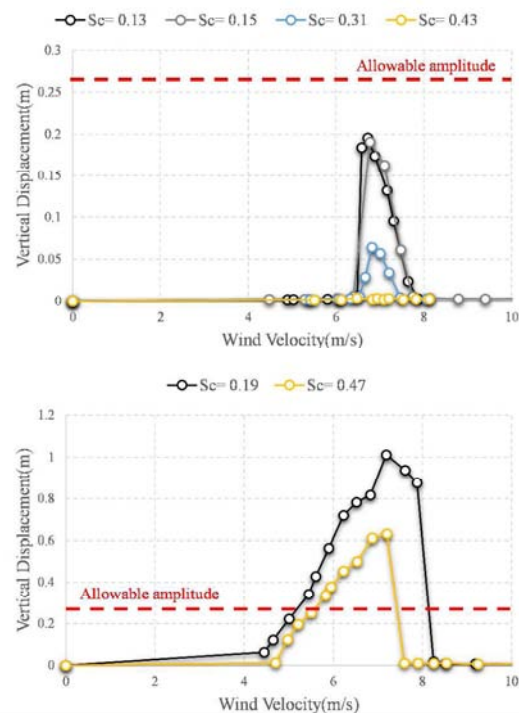 Sc= 0.13 Sc= 0.15 Sc= 0.31 Sc= 0.43
0.3
Allowable amplitude
0.25
0.2
0.15
0.1
0.05
0
0 2 4 6 8 10
Vertical Displacement(m)
Wind Velocity(m/s)
Sc= 0.19 Sc= 0.47
1.2
1
0.8
0.6
0.4
Allowable amplitude
0.2
0
0 2 4 6 8 10
Vertical Displacement(m)
Wind Velocity(m/s)